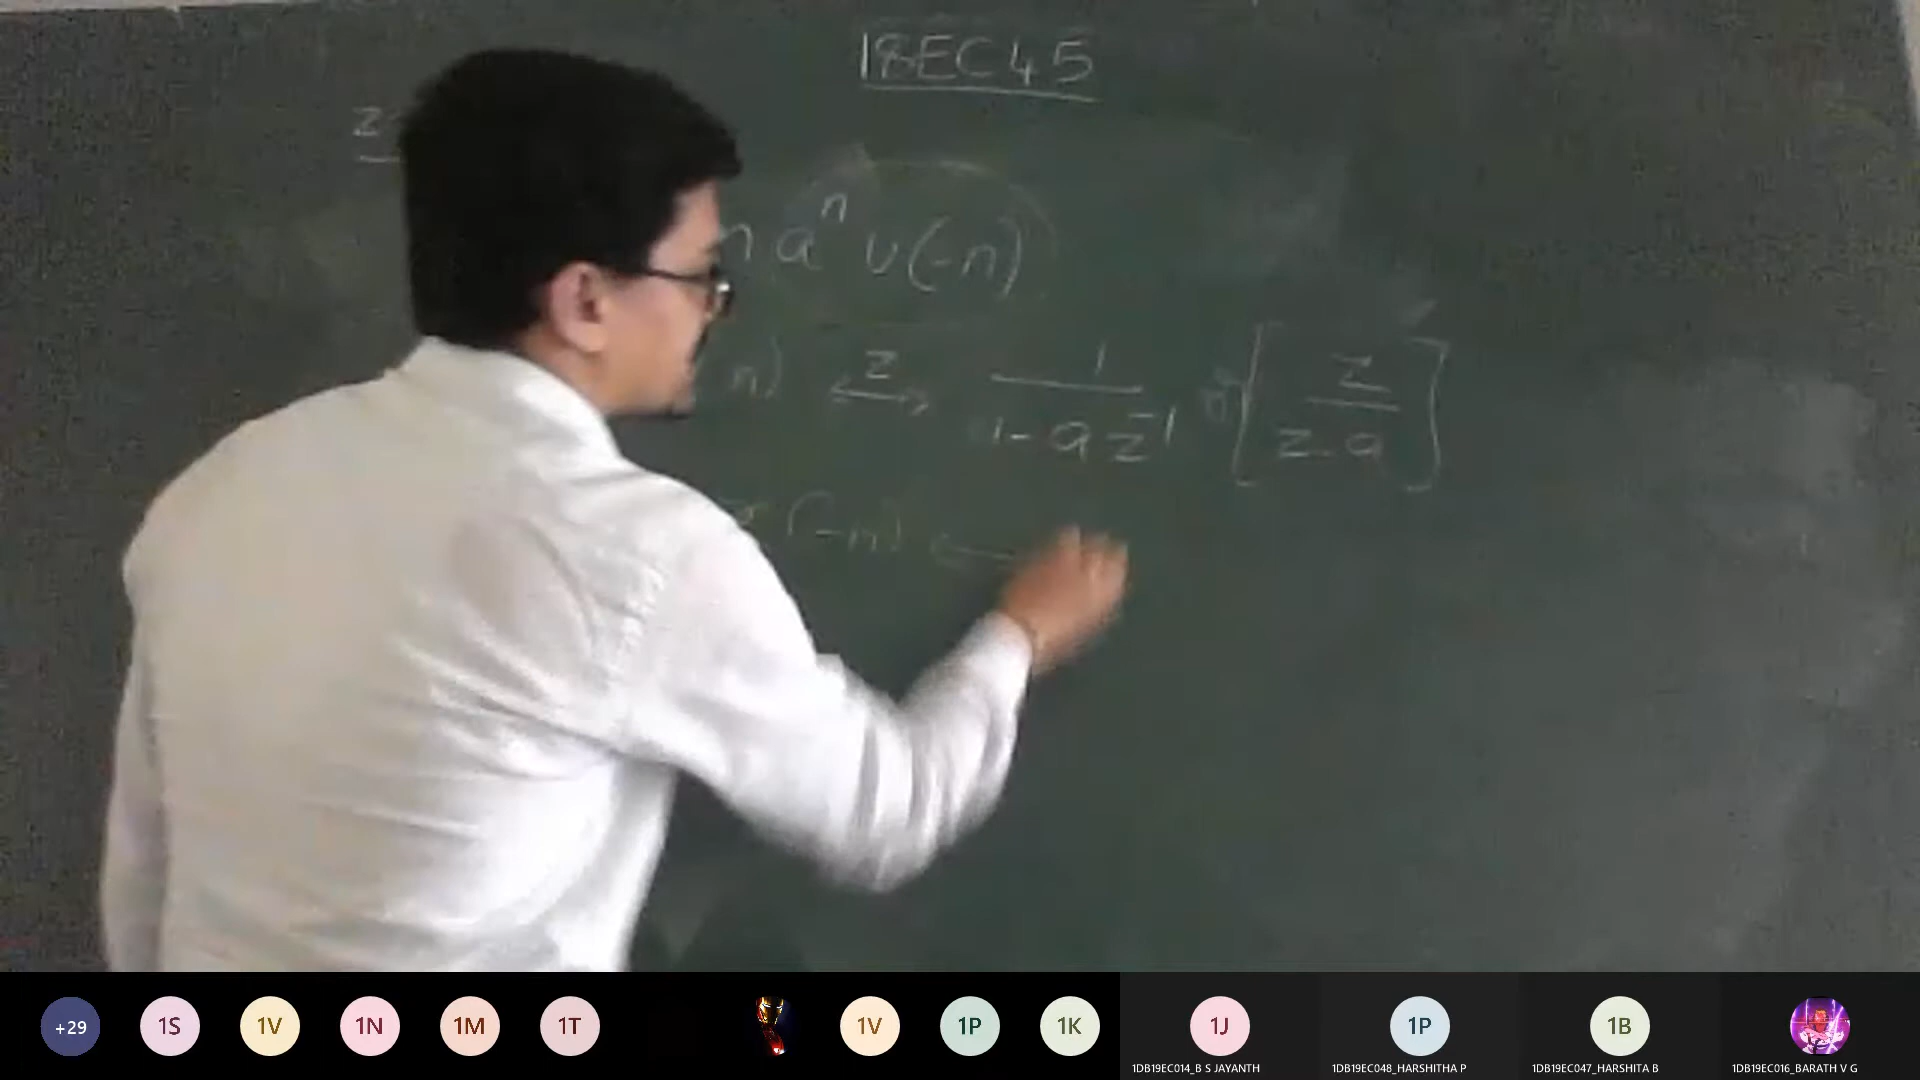 18EC45
z
n aⁿ u(-n)
n) z 1 / 1 - a z⁻¹ or [ z / z-a ]
x(-n)
+29 1S 1V 1N 1M 1T 1V 1P 1K 1J 1P 1B
1DB19EC014_B S JAYANTH 1DB19EC048_HARSHITHA P 1DB19EC047_HARSHITA B 1DB19EC016_BARATH V G